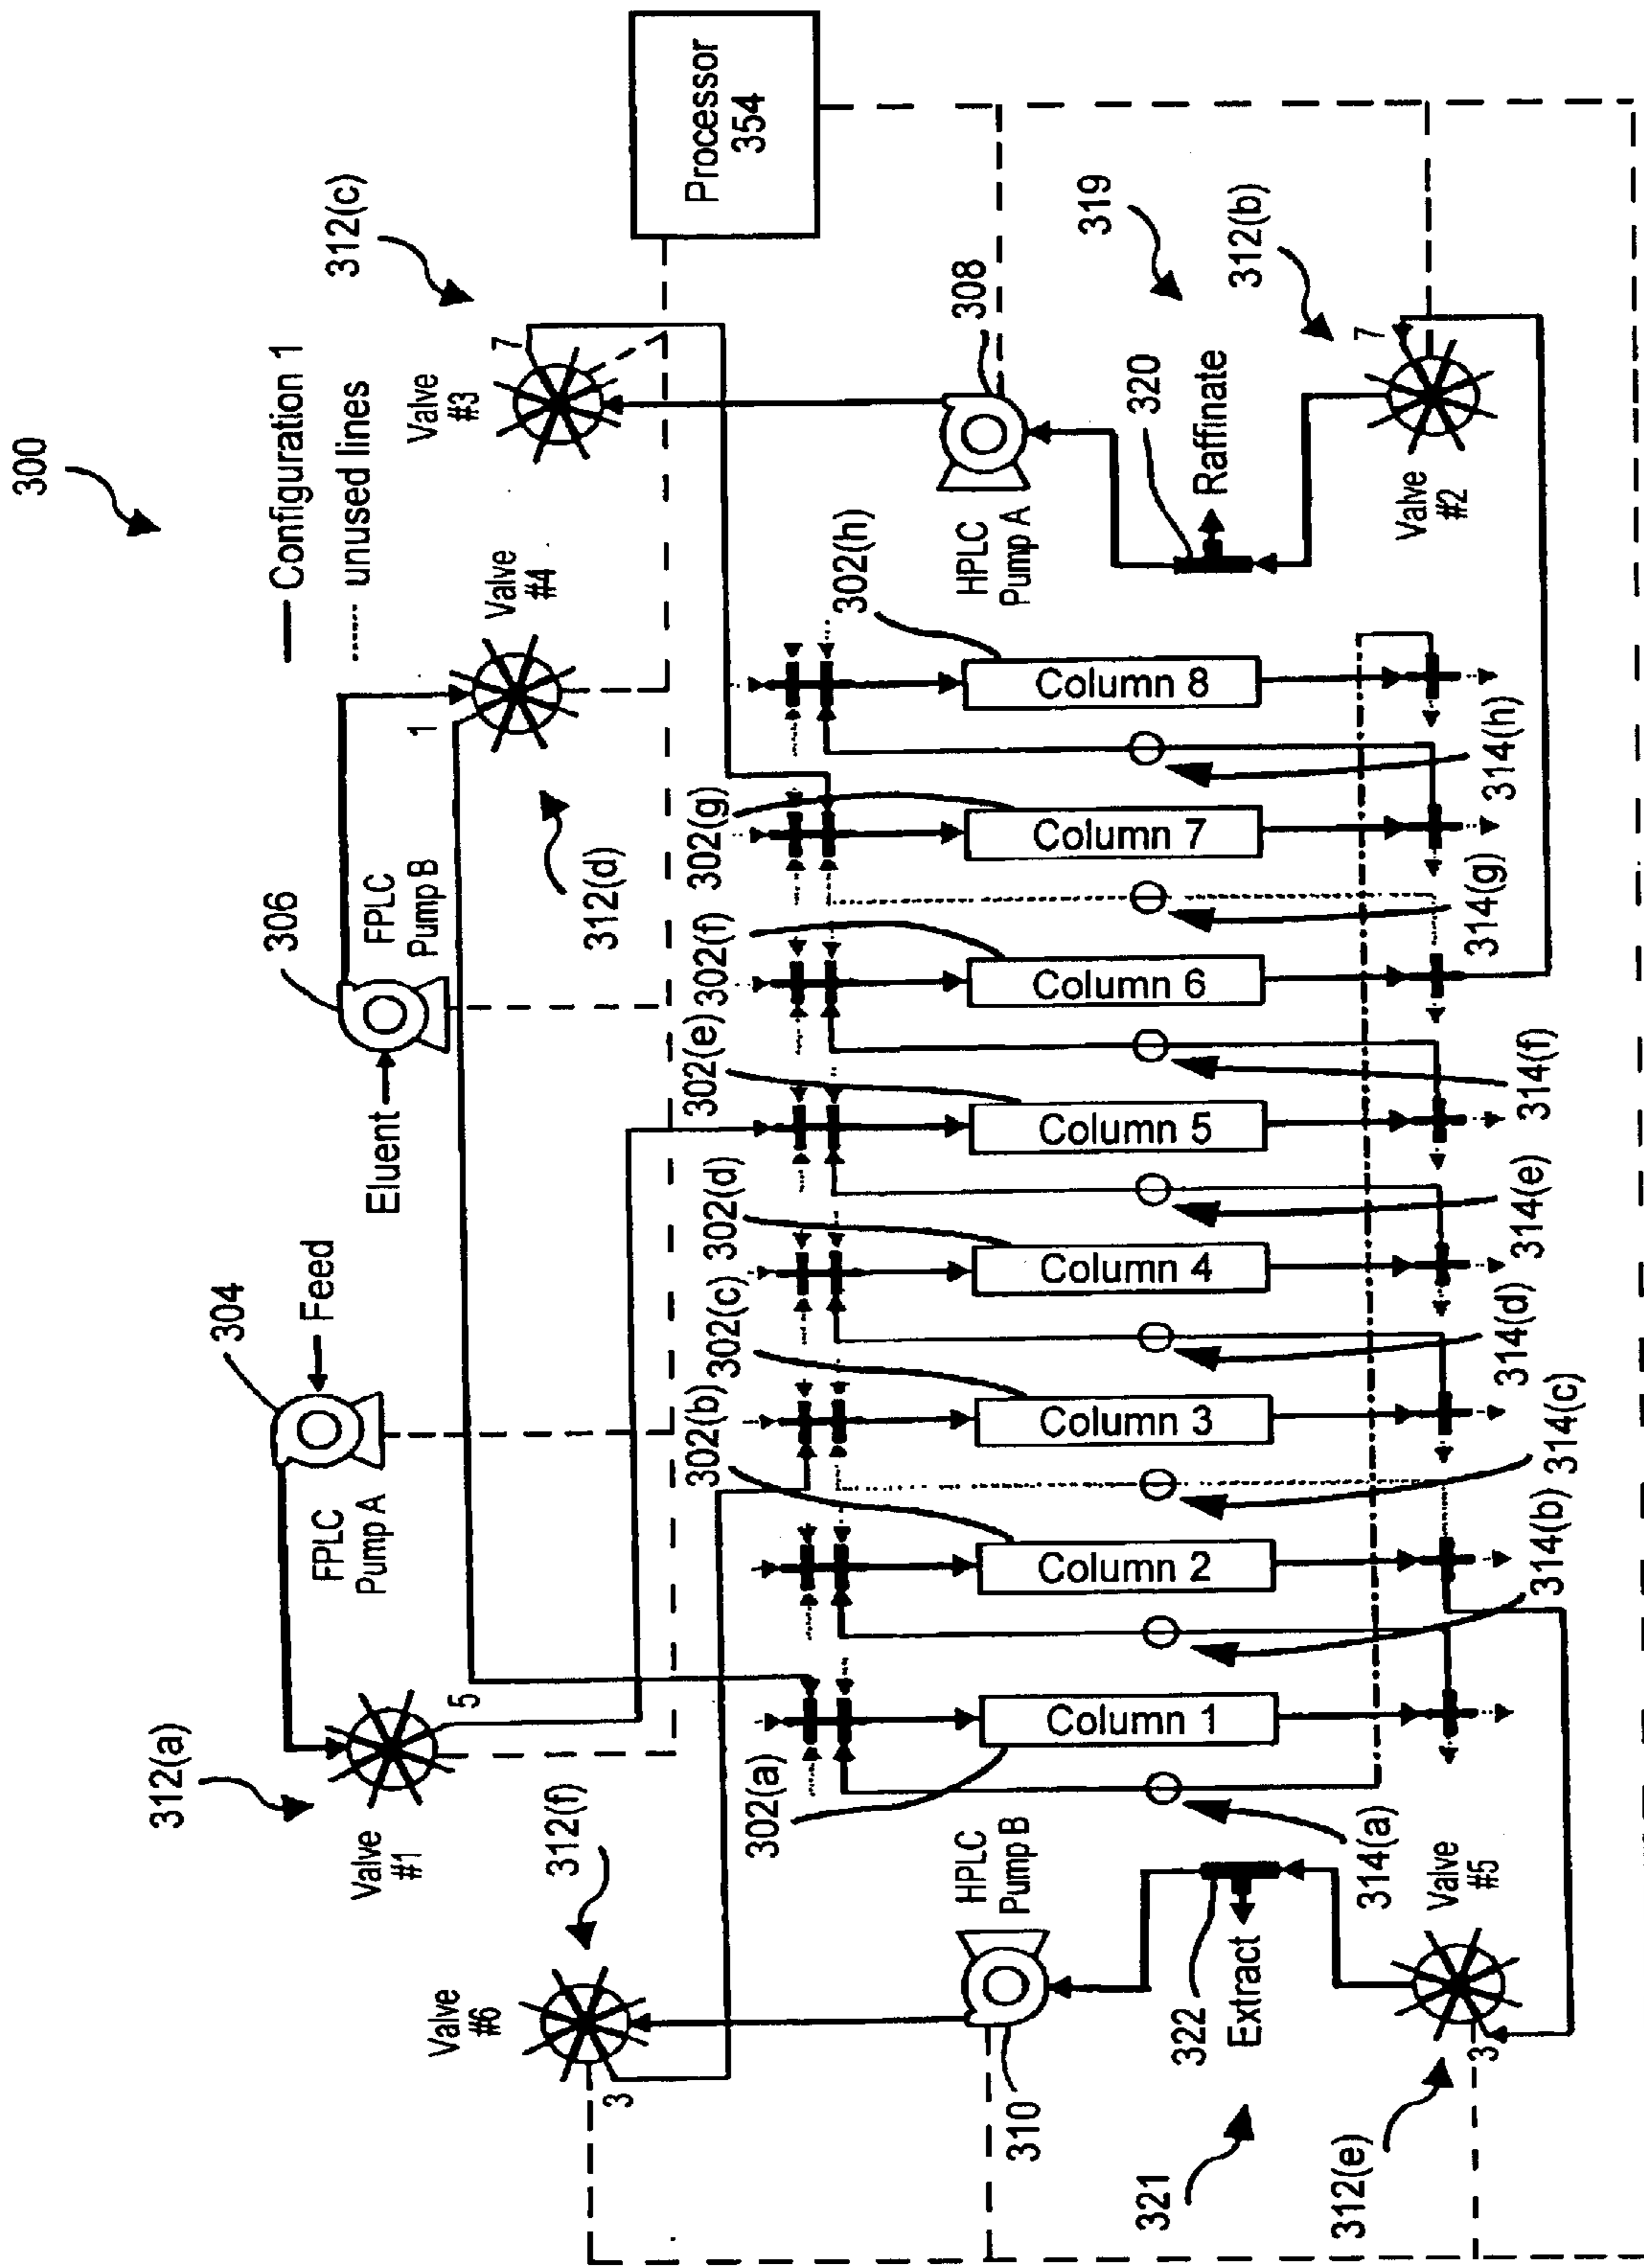 300
Configuration 1
unused lines
304
Feed
FPLC
Pump A
306
Eluent
FPLC
Pump B
312(a)
Valve
#1
5
312(f)
Valve
#6
3
1
Valve
#4
312(d)
Valve
#3
7
312(c)
Processor
354
302(a)
302(b)
302(c)
302(d)
302(e)
302(f)
302(g)
302(h)
Column 1
Column 2
Column 3
Column 4
Column 5
Column 6
Column 7
Column 8
HPLC
Pump B
310
322
Extract
321
Valve
#5
3
312(e)
HPLC
Pump A
308
320
Raffinate
319
Valve
#2
7
312(b)
314(a)
314(b)
314(c)
314(d)
314(e)
314(f)
314(g)
314(h)